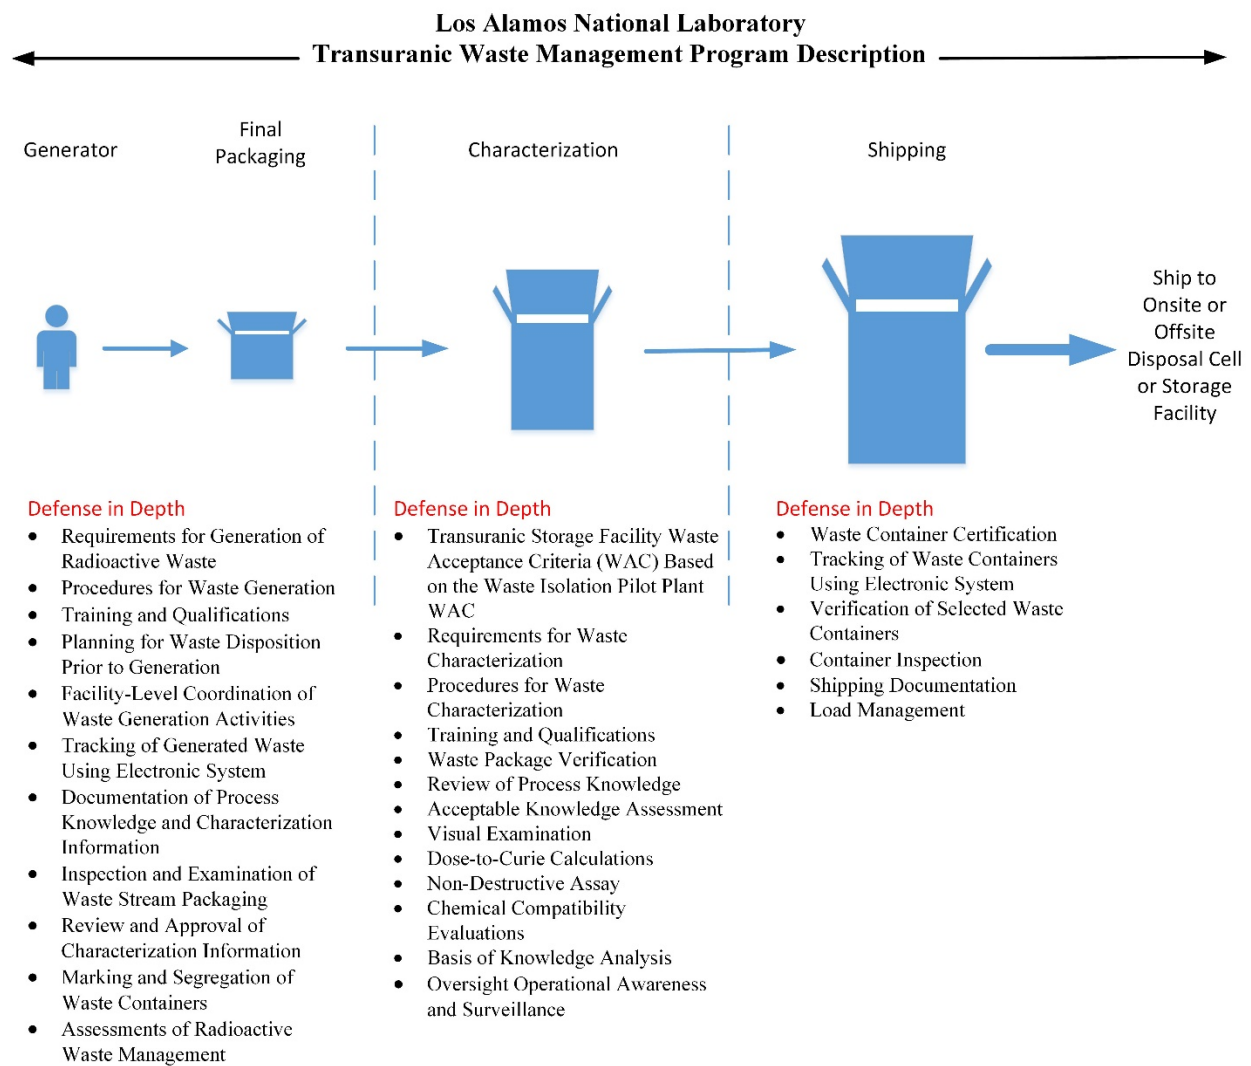 Los Alamos National Laboratory
Transuranic Waste Management Program Description
Generator
Final
Packaging
Characterization
Shipping
Ship to
Onsite or
Offsite
Disposal Cell
or Storage
Facility
Defense in Depth
• Requirements for Generation of
Radioactive Waste
• Procedures for Waste Generation
• Training and Qualifications
• Planning for Waste Disposition
Prior to Generation
• Facility-Level Coordination of
Waste Generation Activities
• Tracking of Generated Waste
Using Electronic System
• Documentation of Process
Knowledge and Characterization
Information
• Inspection and Examination of
Waste Stream Packaging
• Review and Approval of
Characterization Information
• Marking and Segregation of
Waste Containers
• Assessments of Radioactive
Waste Management
Defense in Depth
• Transuranic Storage Facility Waste
Acceptance Criteria (WAC) Based
on the Waste Isolation Pilot Plant
WAC
• Requirements for Waste
Characterization
• Procedures for Waste
Characterization
• Training and Qualifications
• Waste Package Verification
• Review of Process Knowledge
• Acceptable Knowledge Assessment
• Visual Examination
• Dose-to-Curie Calculations
• Non-Destructive Assay
• Chemical Compatibility
Evaluations
• Basis of Knowledge Analysis
• Oversight Operational Awareness
and Surveillance
Defense in Depth
• Waste Container Certification
• Tracking of Waste Containers
Using Electronic System
• Verification of Selected Waste
Containers
• Container Inspection
• Shipping Documentation
• Load Management